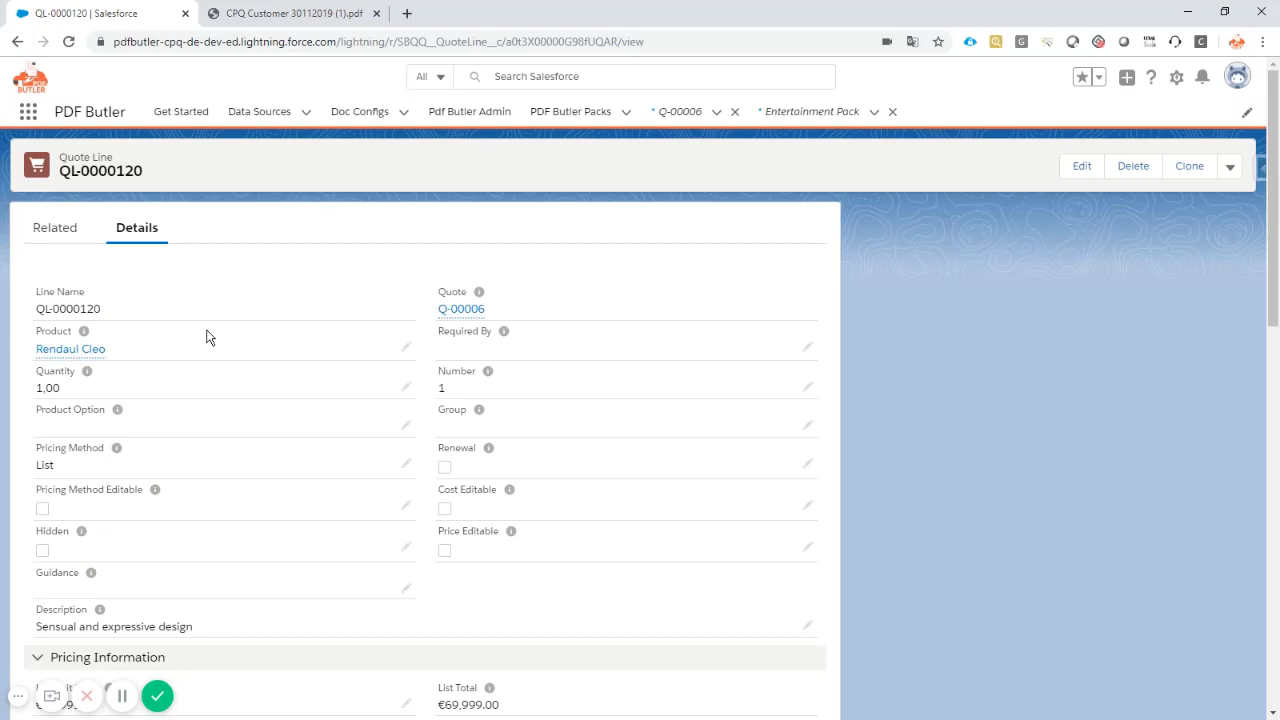 QL-0000120 | Salesforce
CPQ Customer 30112019 (1).pdf
pdfbutler-cpq-de-dev-ed.lightning.force.com/lightning/r/SBQQ__QuoteLine__c/a0t3X00000G98fUQAR/view
PDF BUTLER
All
Search Salesforce
PDF Butler
Get Started
Data Sources
Doc Configs
Pdf Butler Admin
PDF Butler Packs
* Q-00006
* Entertainment Pack
Quote Line
QL-0000120
Edit
Delete
Clone
Related
Details
Line Name
QL-0000120
Quote
Q-00006
Product
Rendaul Cleo
Required By
Quantity
1,00
Number
1
Product Option
Group
Pricing Method
List
Renewal
Pricing Method Editable
Cost Editable
Hidden
Price Editable
Guidance
Description
Sensual and expressive design
Pricing Information
List Total
€69,999.00